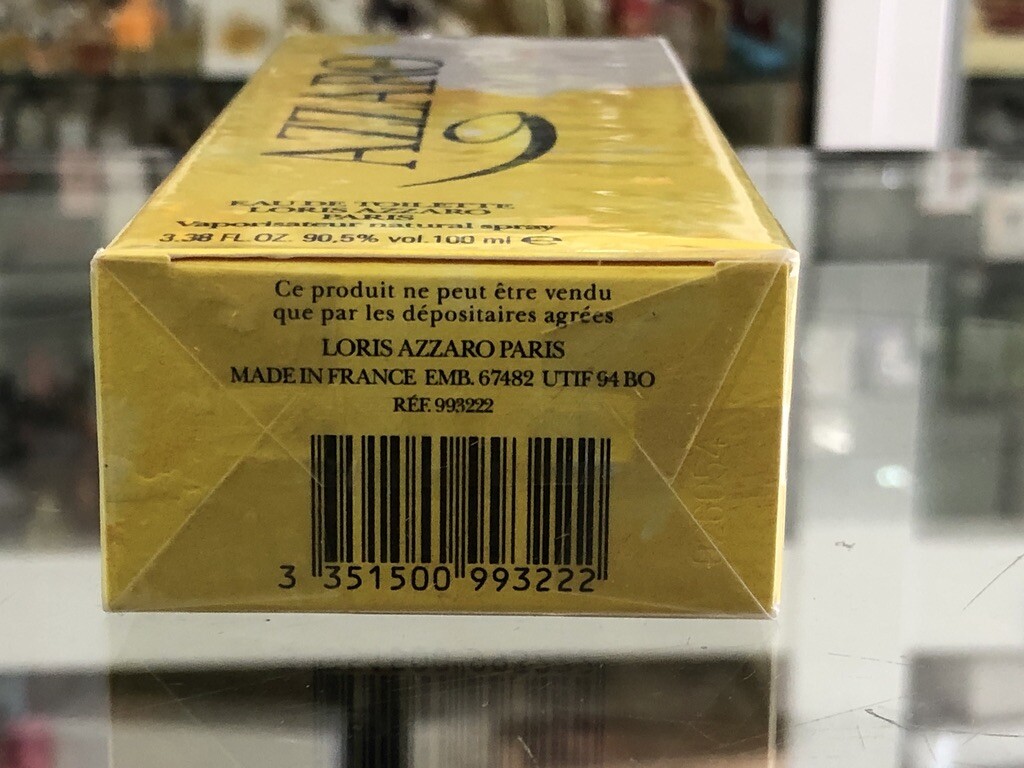 AZZARO
9
EAU DE TOILETTE
LORIS AZZARO
PARIS
Vaporisateur natural spray
3.38 FL.OZ. 90,5% vol. 100 ml ℮
Ce produit ne peut être vendu
que par les dépositaires agrées
LORIS AZZARO PARIS
MADE IN FRANCE EMB. 67482 UTIF 94 BO
RÉF. 993222
3 351500 993222